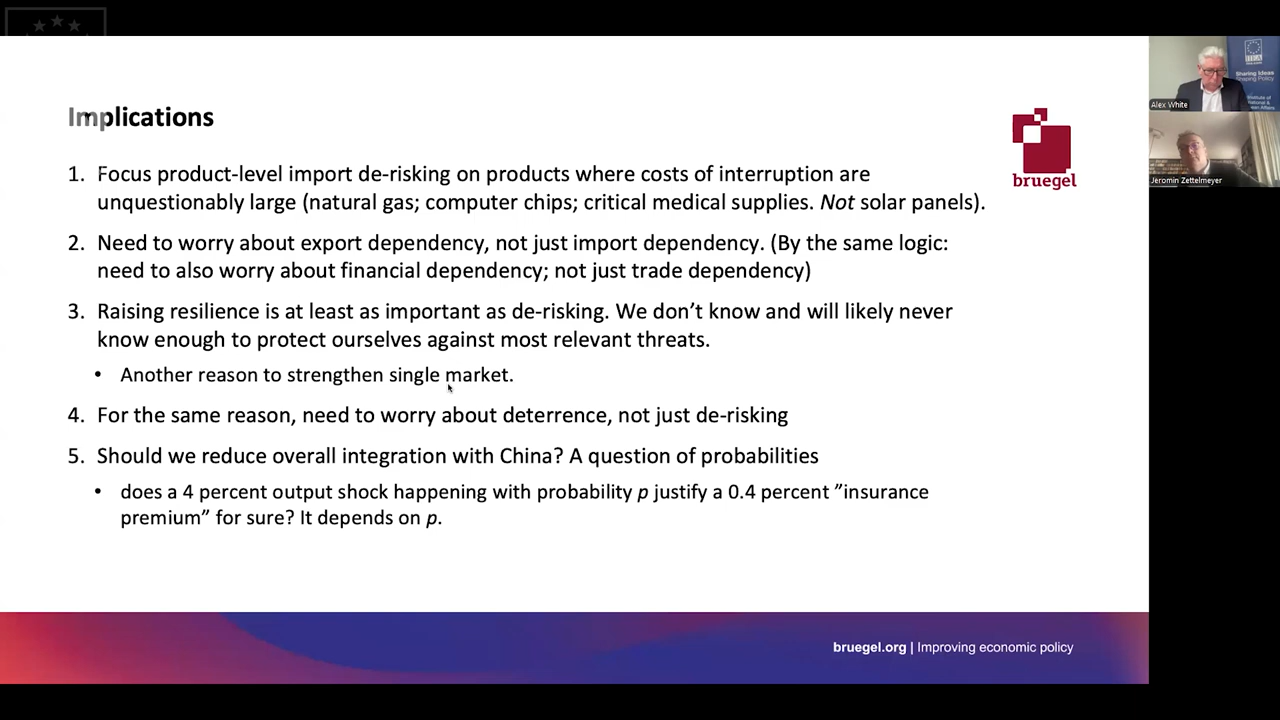 Implications
1. Focus product-level import de-risking on products where costs of interruption are
unquestionably large (natural gas; computer chips; critical medical supplies. Not solar panels).
2. Need to worry about export dependency, not just import dependency. (By the same logic:
need to also worry about financial dependency; not just trade dependency)
3. Raising resilience is at least as important as de-risking. We don’t know and will likely never
know enough to protect ourselves against most relevant threats.
• Another reason to strengthen single market.
4. For the same reason, need to worry about deterrence, not just de-risking
5. Should we reduce overall integration with China? A question of probabilities
• does a 4 percent output shock happening with probability p justify a 0.4 percent ”insurance
premium” for sure? It depends on p.
bruegel
bruegel.org | Improving economic policy
IIEA
Sharing Ideas
Shaping Policy
Alex White
Jeromin Zettelmeyer